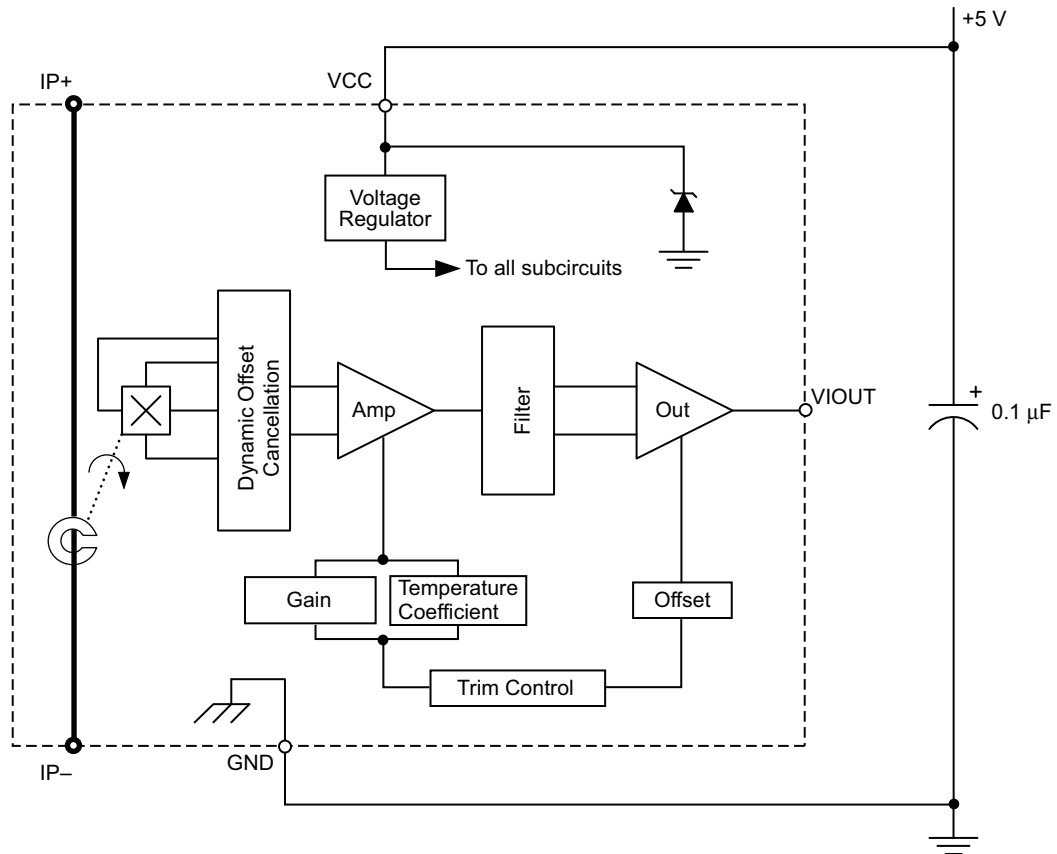 +5 V
IP+
VCC
Voltage
Regulator
To all subcircuits
Dynamic Offset
Cancellation
Amp
Filter
Out
VIOUT
+
0.1 µF
Gain
Temperature
Coefficient
Offset
Trim Control
GND
IP–